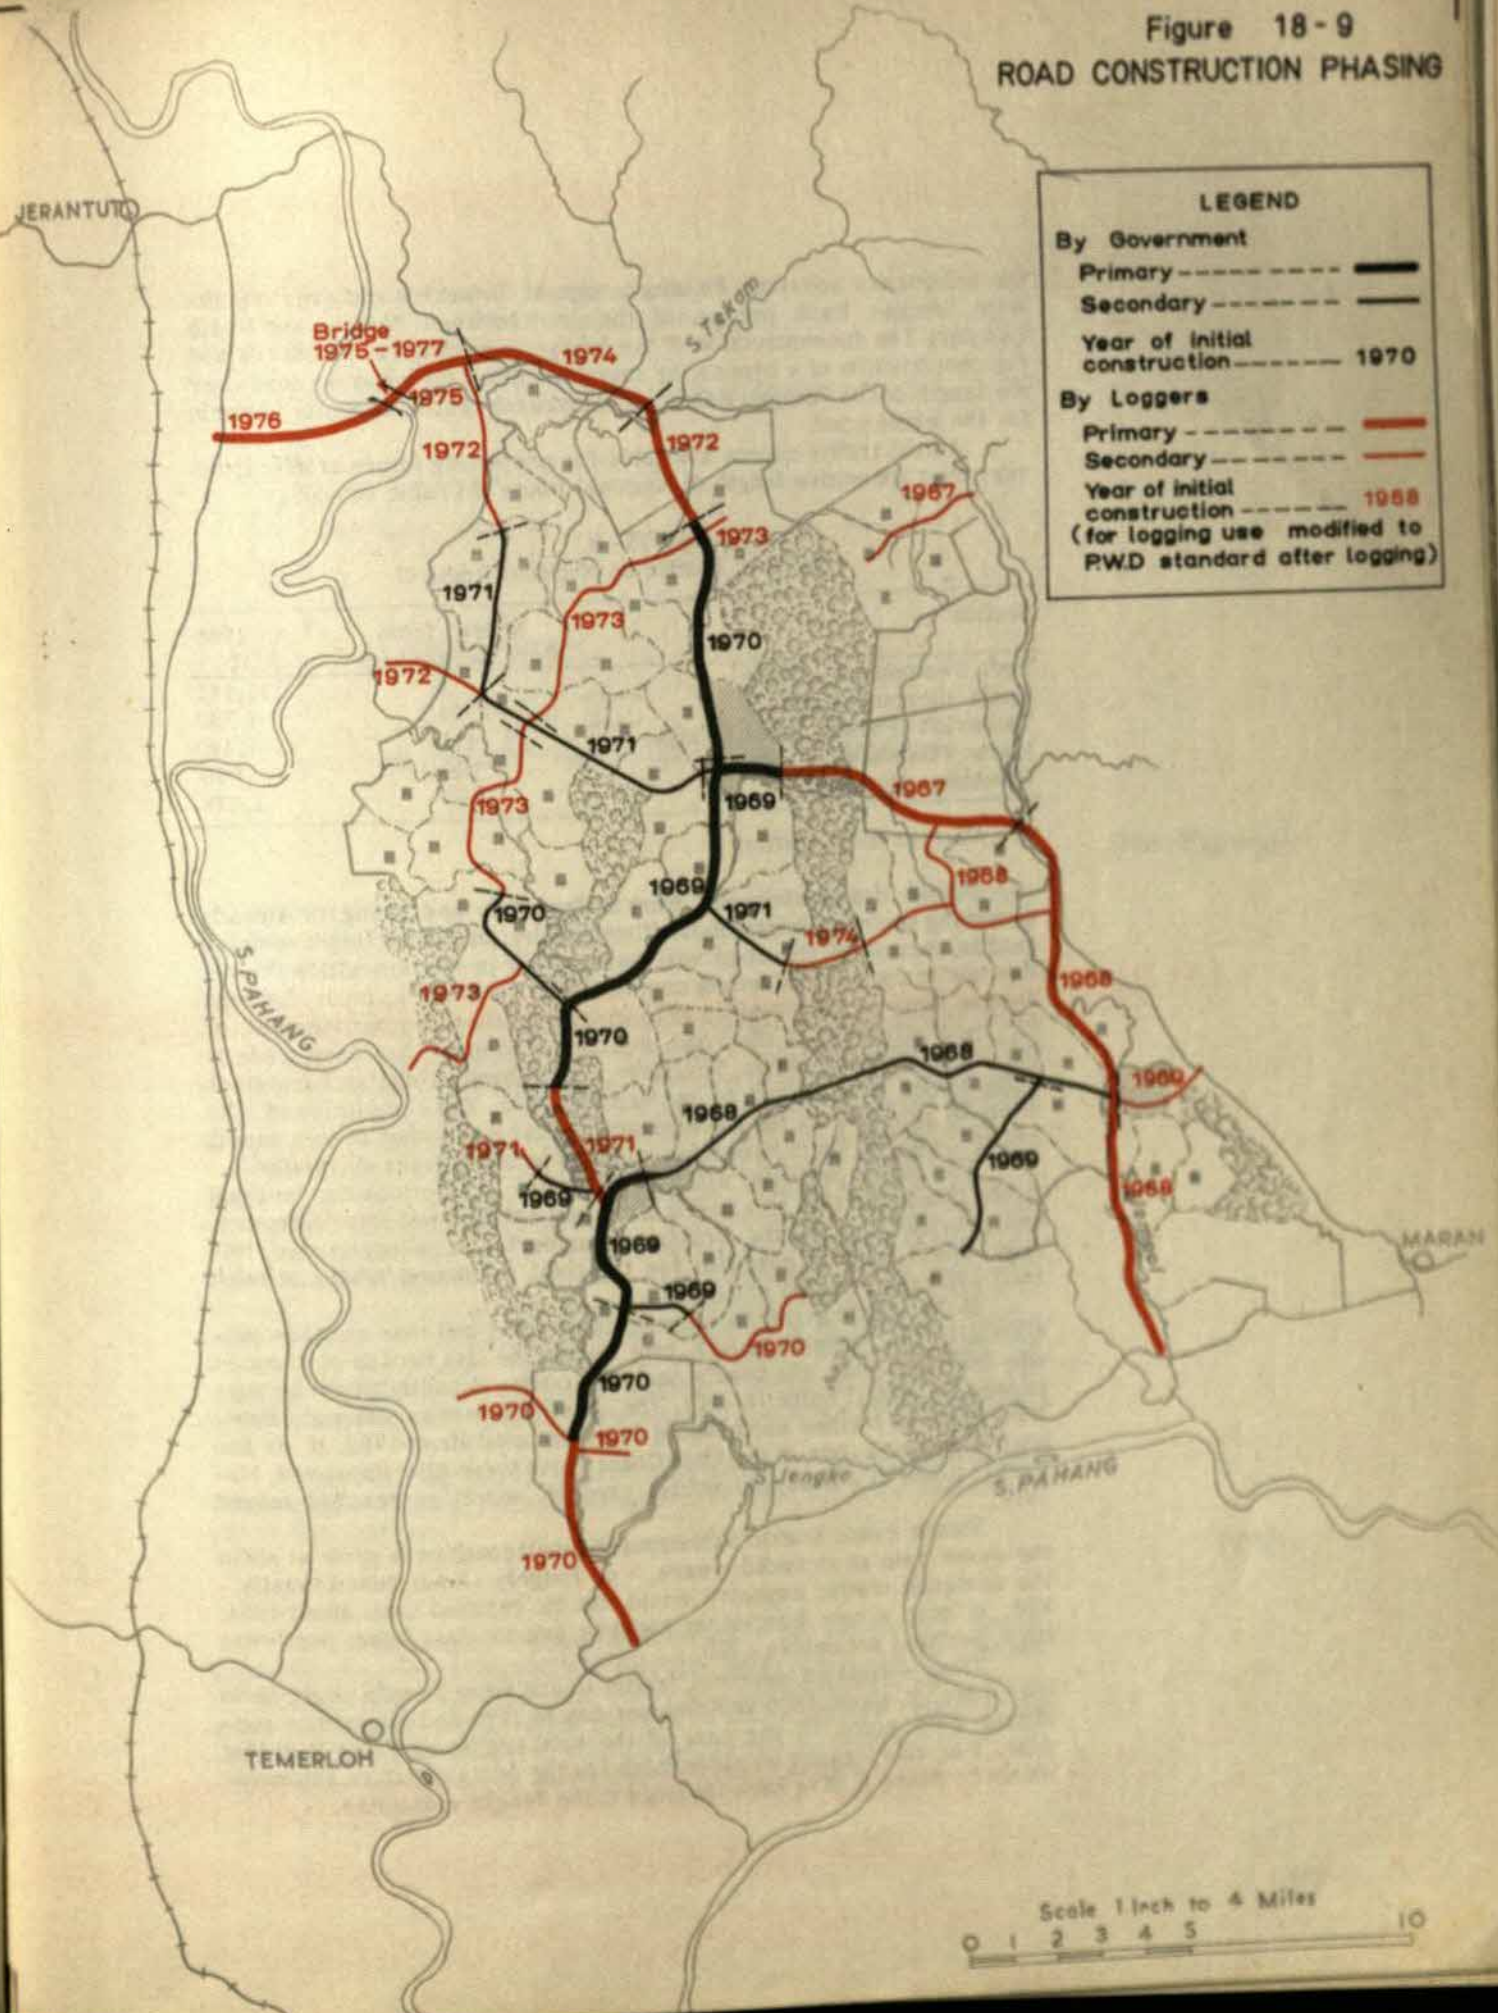 Figure 18-9
ROAD CONSTRUCTION PHASING
LEGEND
By Government
Primary
Secondary
Year of initial
construction 1970
By Loggers
Primary
Secondary
Year of initial
construction 1968
(for logging use modified to
P.W.D standard after logging)
JERANTUT
S. Tekam
Bridge
1975-1977
1974
1975
1976
1972
1972
1967
1973
1971
1973
1970
1972
1971
1967
1973
1969
1968
1969
1970
1971
1974
1973
1968
S. PAHANG
1970
1968
1969
1968
1971
1971
1969
1969
1968
1969
MARAN
1969
1970
1970
1970
1970
S. Jengka
S. PAHANG
1970
TEMERLOH
Scale 1 Inch to 4 Miles
0 1 2 3 4 5 10